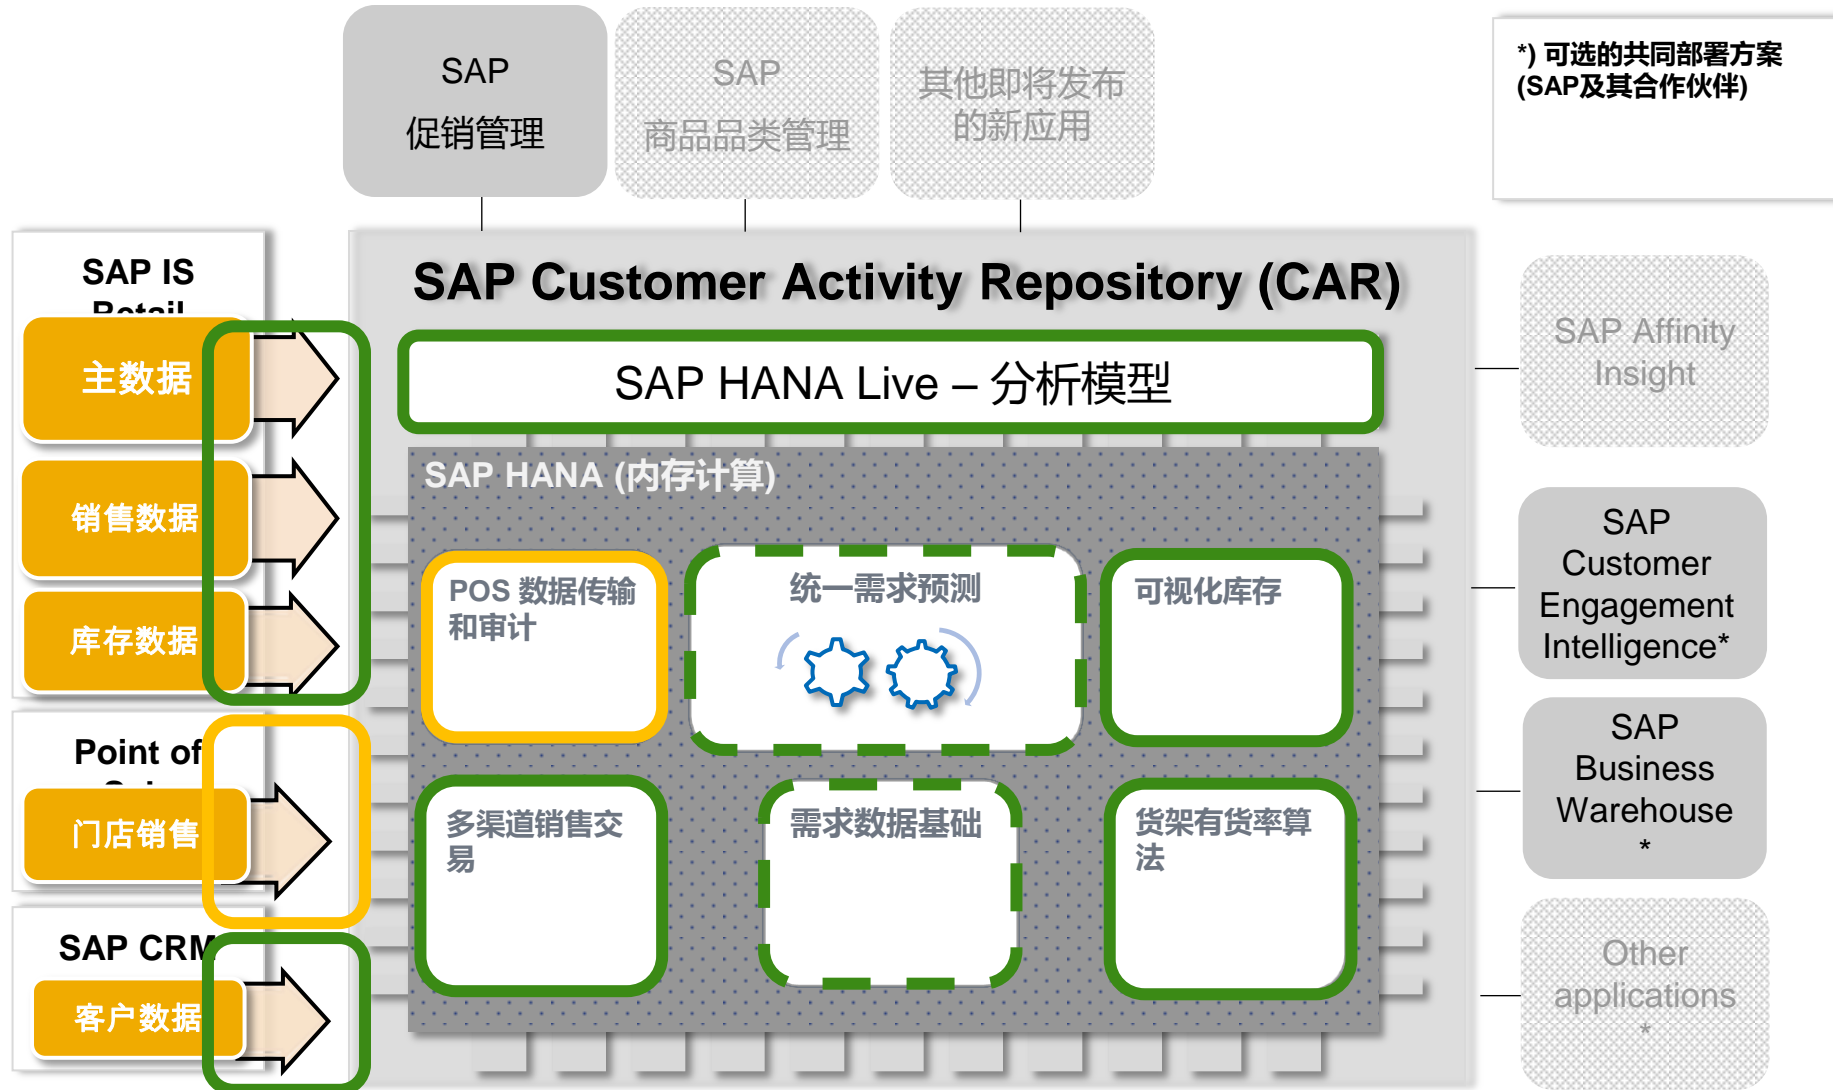 SAP
促销管理
SAP
商品品类管理
其他即将发布
的新应用
*) 可选的共同部署方案
(SAP及其合作伙伴)
SAP IS
Retail
主数据
销售数据
库存数据
Point of
门店销售
SAP CRM
客户数据
SAP Customer Activity Repository (CAR)
SAP HANA Live – 分析模型
SAP HANA (内存计算)
POS 数据传输
和审计
统一需求预测
可视化库存
多渠道销售交
易
需求数据基础
货架有货率算
法
SAP Affinity
Insight
SAP
Customer
Engagement
Intelligence*
SAP
Business
Warehouse
*
Other
applications
*